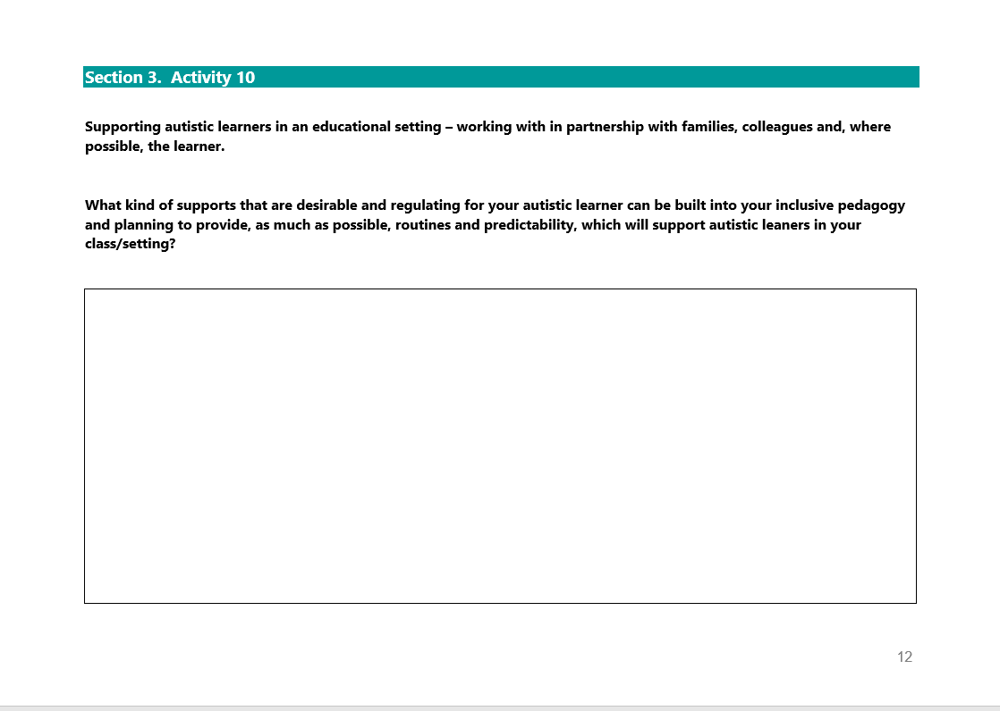 Section 3.  Activity 10
Supporting autistic learners in an educational setting – working with in partnership with families, colleagues and, where
possible, the learner.
What kind of supports that are desirable and regulating for your autistic learner can be built into your inclusive pedagogy
and planning to provide, as much as possible, routines and predictability, which will support autistic leaners in your
class/setting?
12